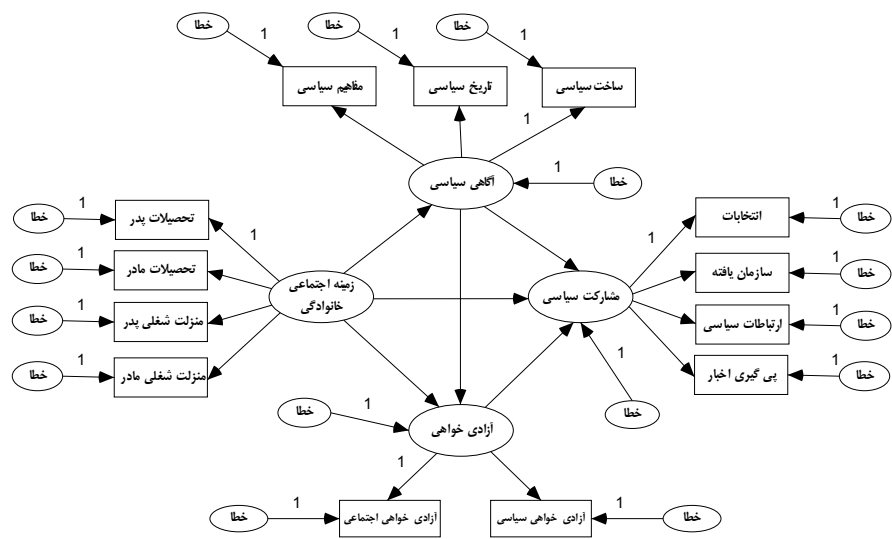 خطا
1
خطا
1
خطا
1
ساخت سیاسی
تاریخ سیاسی
مفاهیم سیاسی
1
آگاهی سیاسی
1
خطا
خطا
1
تحصیلات پدر
1
خطا
1
تحصیلات مادر
خطا
1
منزلت شغلی پدر
خطا
1
منزلت شغلی مادر
زمینه اجتماعی
خانوادگی
مشارکت سیاسی
1
انتخابات
1
خطا
سازمان یافته
1
خطا
ارتباطات سیاسی
1
خطا
پی گیری اخبار
1
خطا
1
خطا
خطا
1
آزادی خواهی
1
آزادی خواهی اجتماعی
1
خطا
آزادی خواهی سیاسی
1
خطا